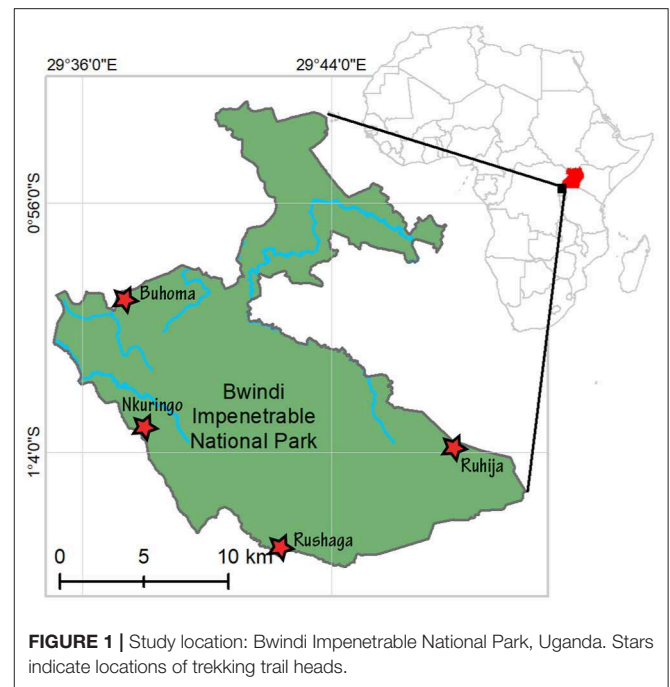 29°36'0"E
29°44'0"E
0°56'0"S
Buhoma
Nkuringo
Bwindi
Impenetrable
National Park
1°4'0"S
Ruhija
Rushaga
0 5 10 km
FIGURE 1 | Study location: Bwindi Impenetrable National Park, Uganda. Stars
indicate locations of trekking trail heads.